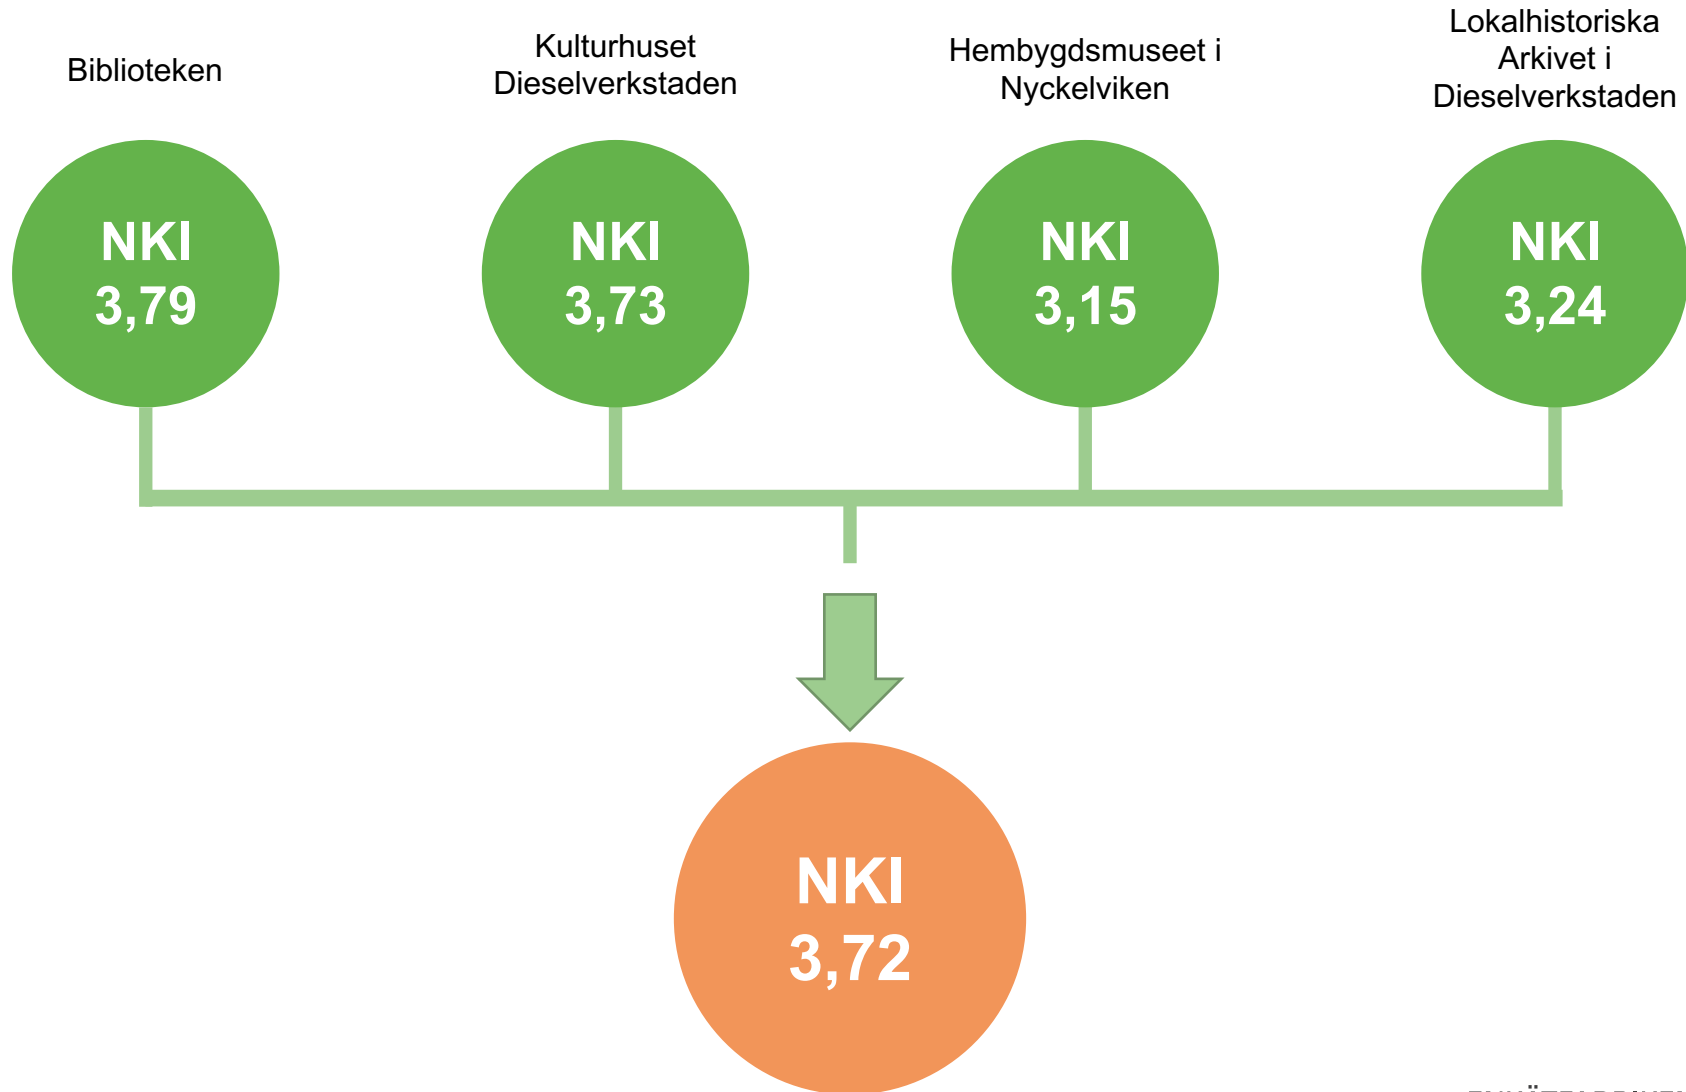 Biblioteken
Kulturhuset
Dieselverkstaden
Hembygdsmuseet i
Nyckelviken
Lokalhistoriska
Arkivet i
Dieselverkstaden
NKI
3,79
NKI
3,73
NKI
3,15
NKI
3,24
NKI
3,72